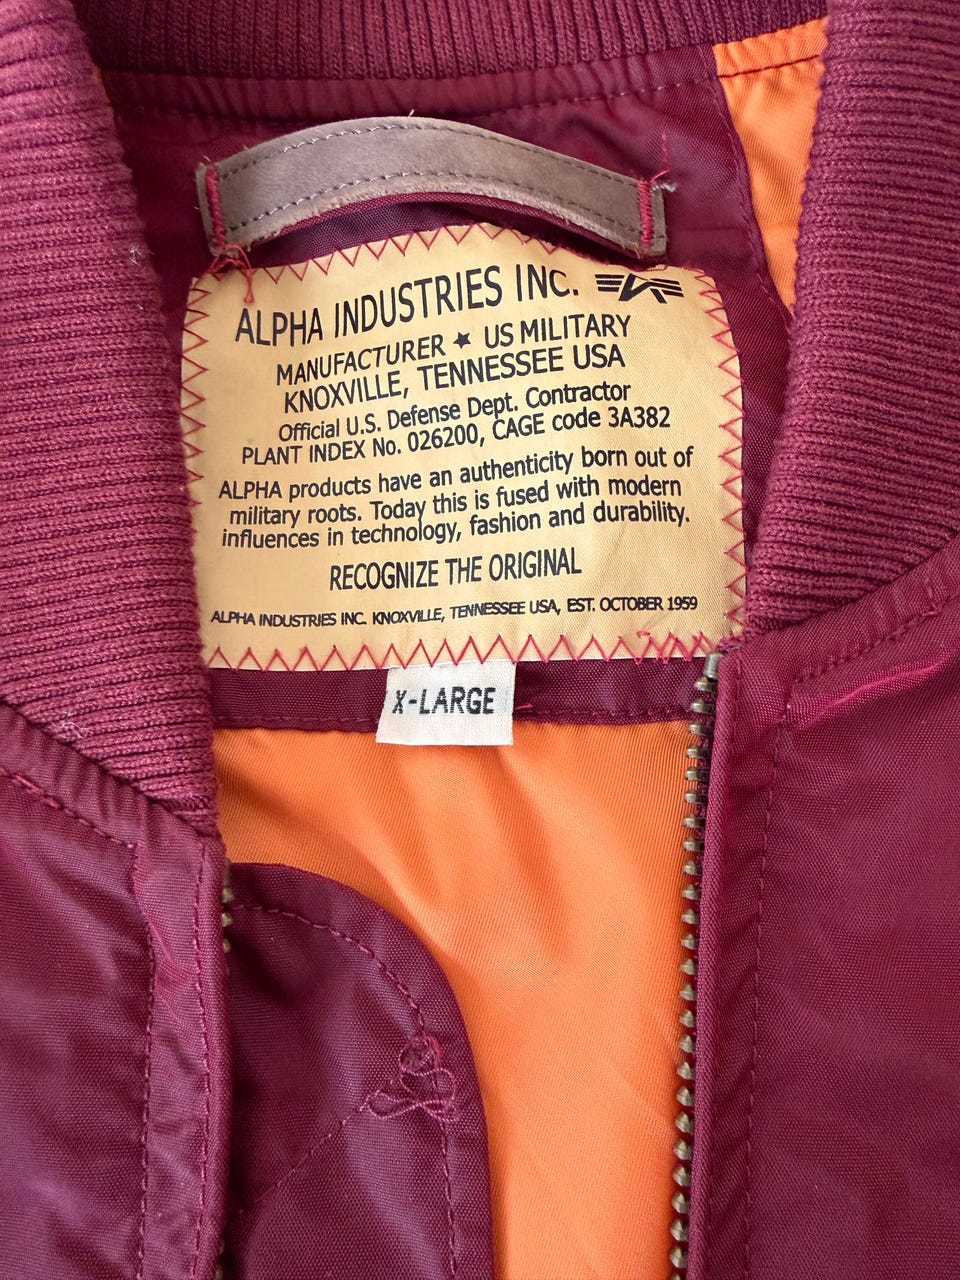 ALPHA INDUSTRIES INC.
MANUFACTURER ★ US MILITARY
KNOXVILLE, TENNESSEE USA
Official U.S. Defense Dept. Contractor
PLANT INDEX No. 026200, CAGE code 3A382
ALPHA products have an authenticity born out of
military roots. Today this is fused with modern
influences in technology, fashion and durability.
RECOGNIZE THE ORIGINAL
ALPHA INDUSTRIES INC. KNOXVILLE, TENNESSEE USA, EST. OCTOBER 1959
X-LARGE